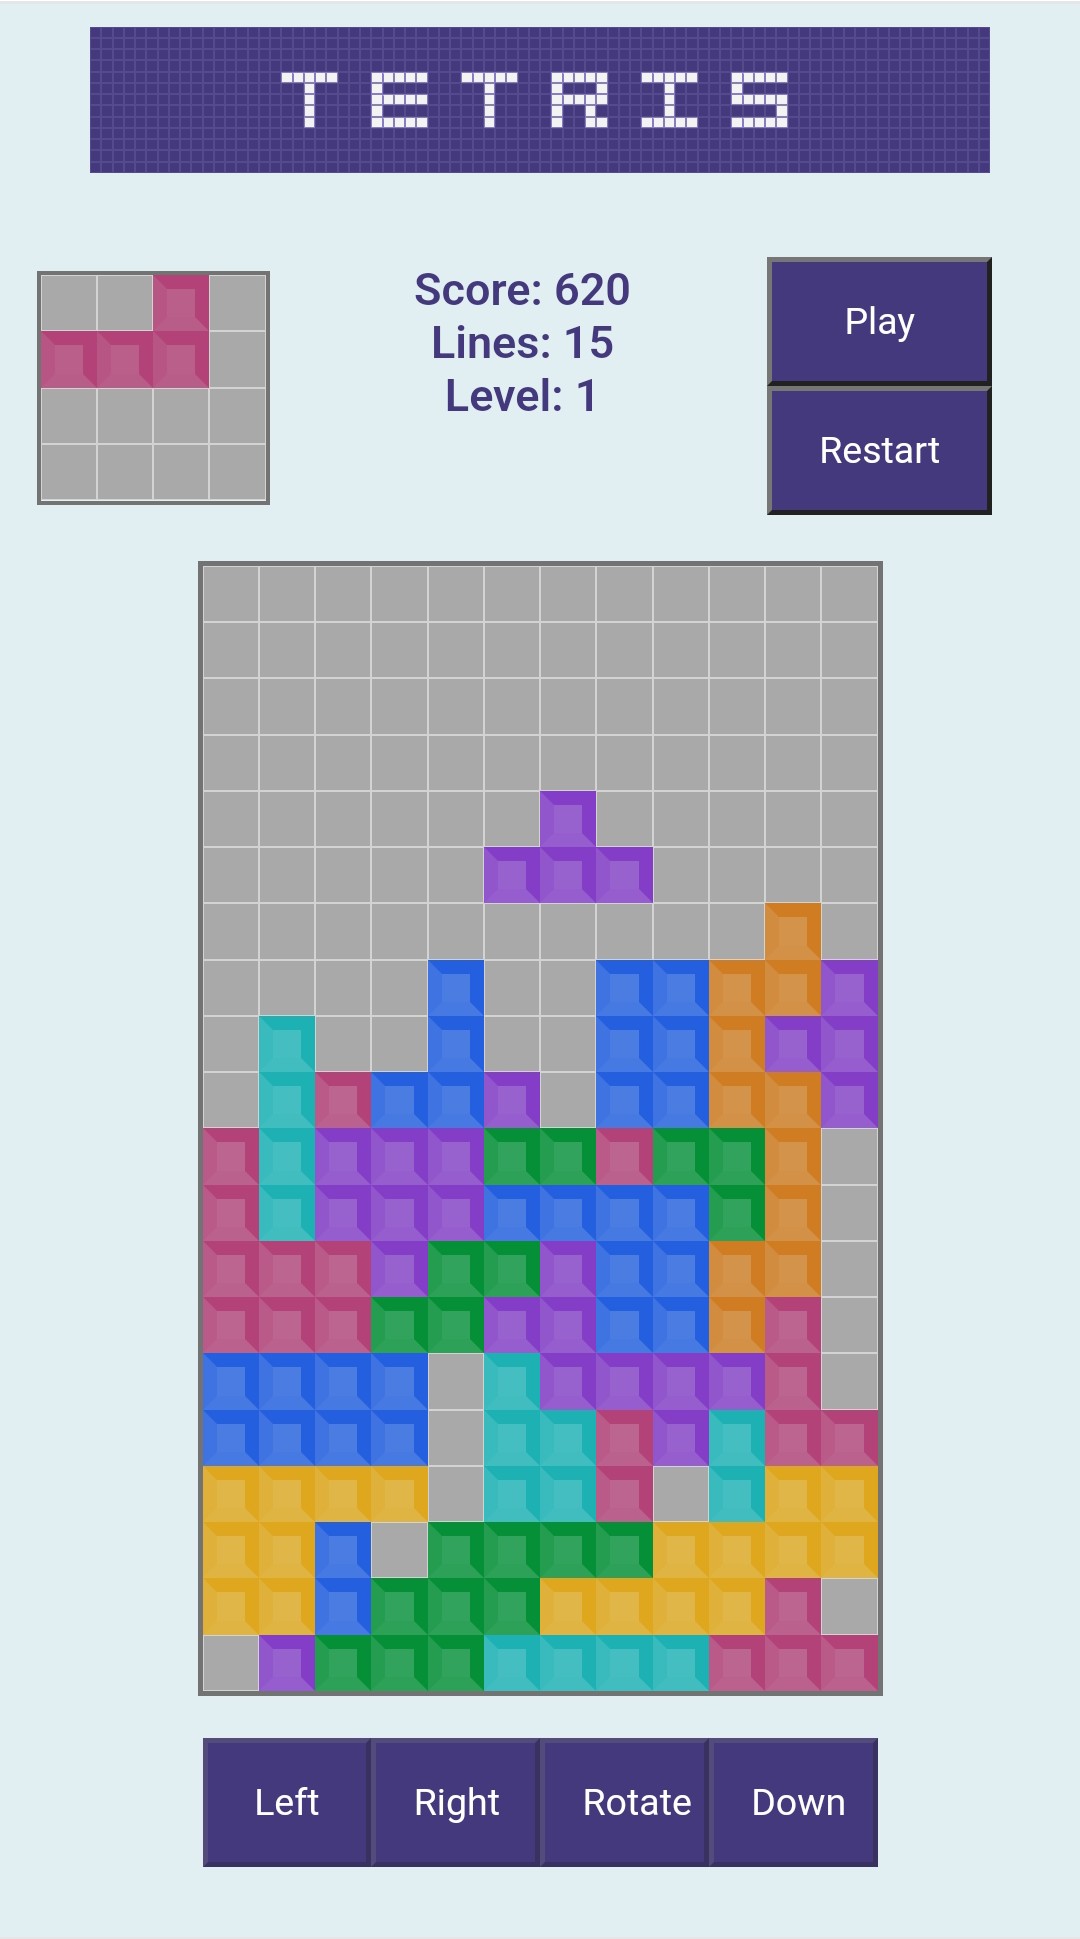 TETRIS
Score: 620
Lines: 15
Level: 1
Play
Restart
Left
Right
Rotate
Down